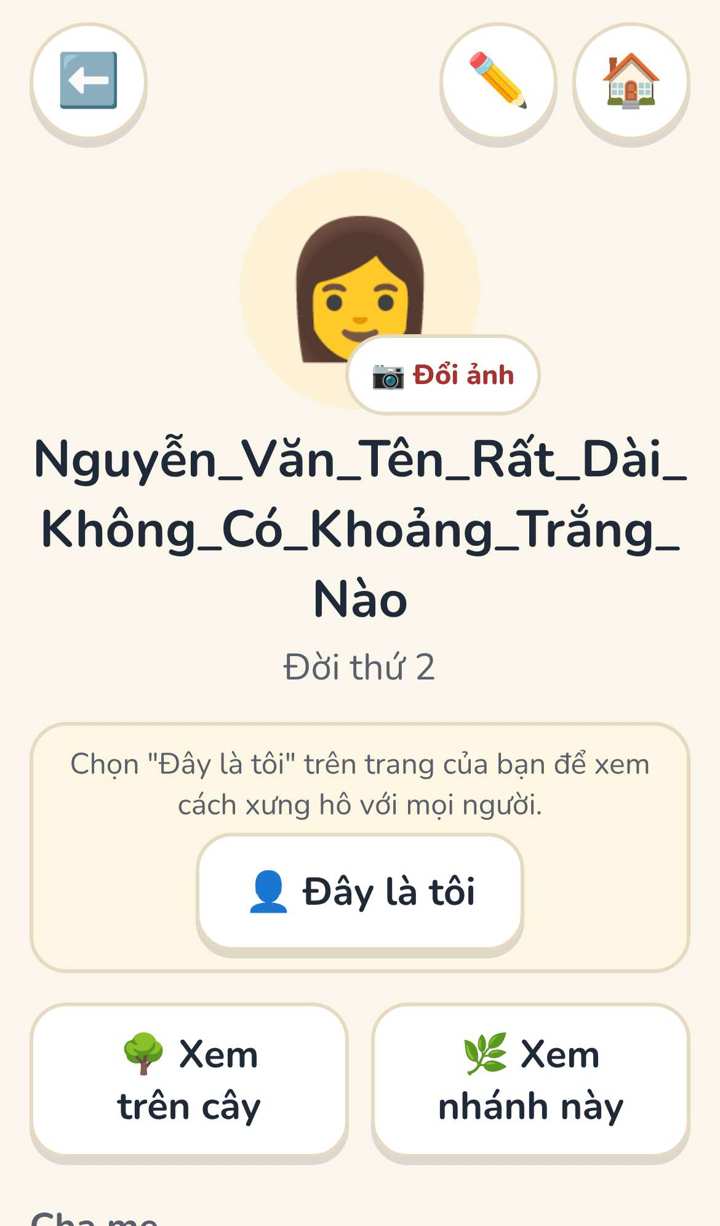 Đổi ảnh
Nguyễn_Văn_Tên_Rất_Dài_
Không_Có_Khoảng_Trắng_
Nào
Đời thứ 2
Chọn "Đây là tôi" trên trang của bạn để xem
cách xưng hô với mọi người.
Đây là tôi
Xem
trên cây
Xem
nhánh này